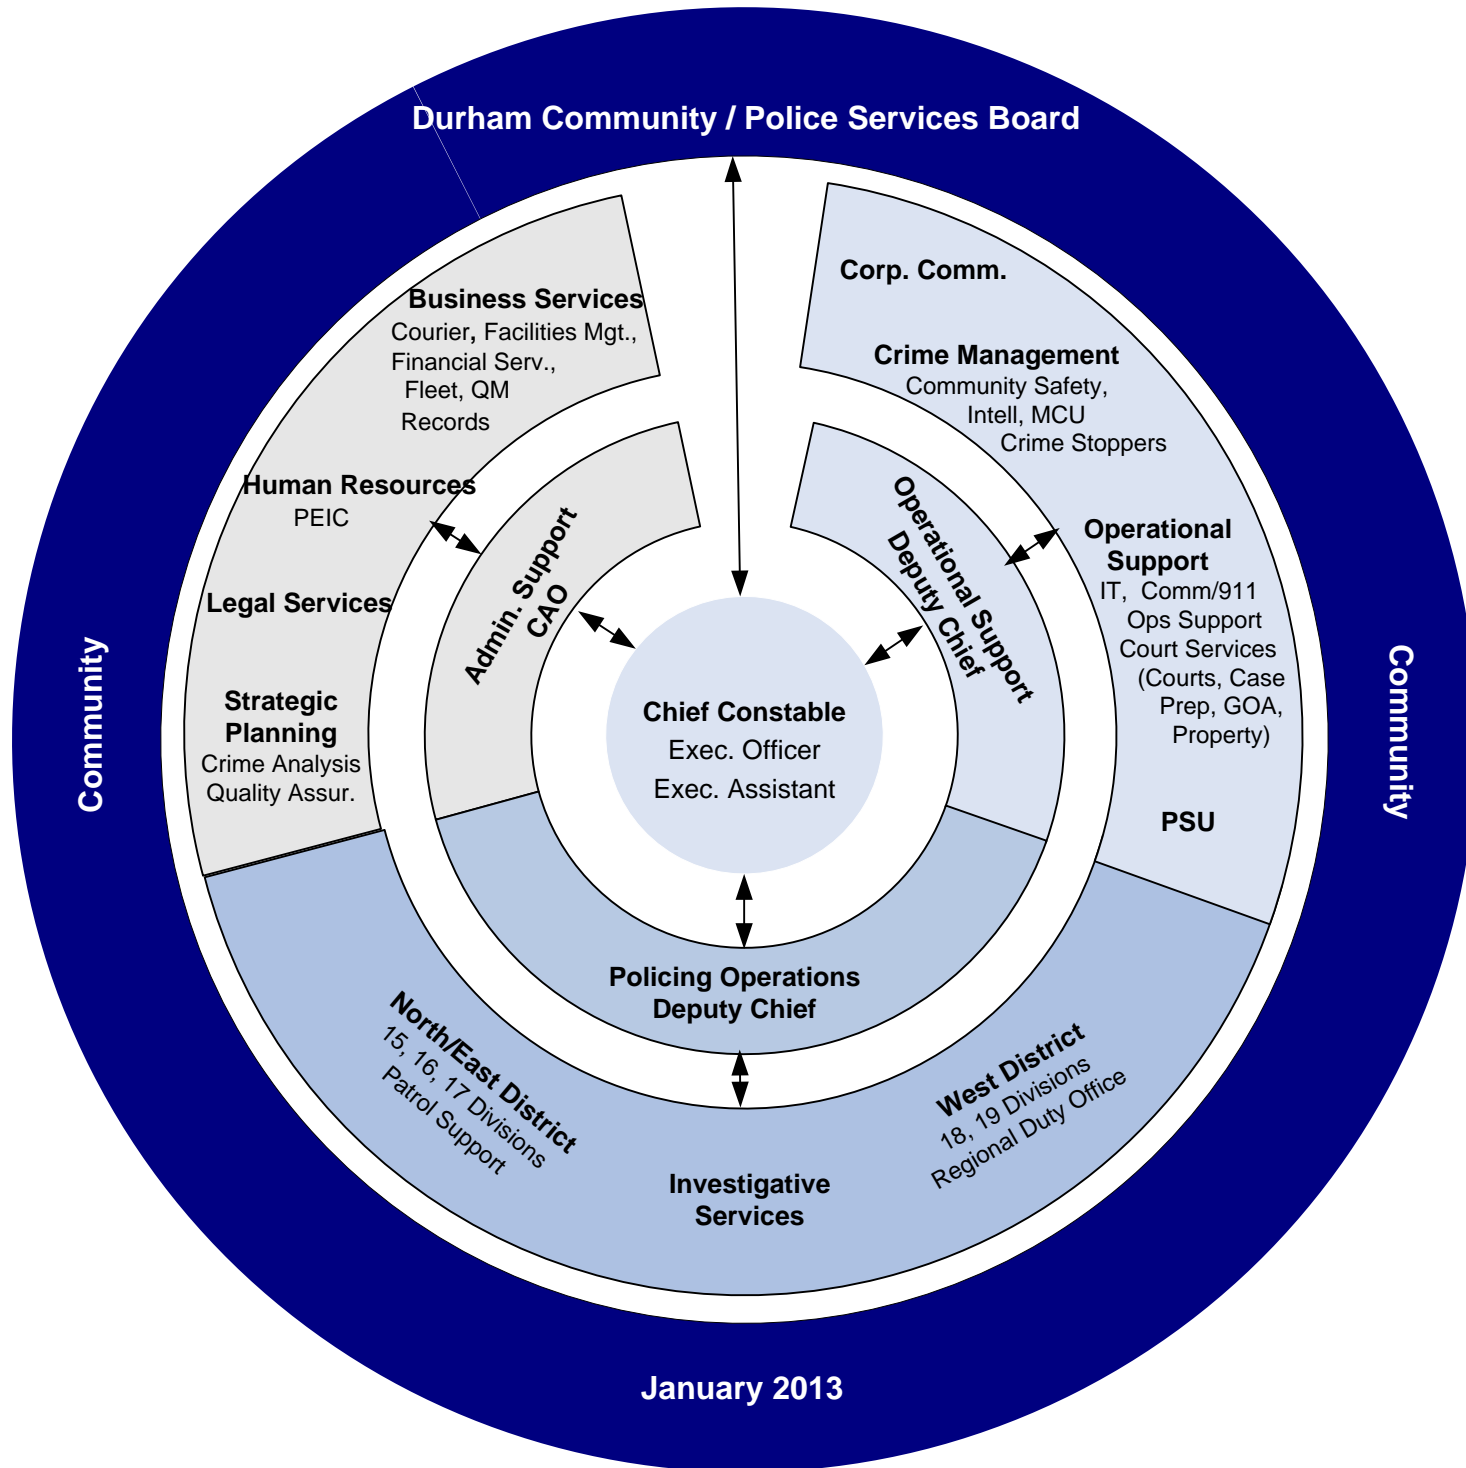 Durham Community / Police Services Board
Business Services
Courier, Facilities Mgt.,
Financial Serv.,
Fleet, QM
Records
Human Resources
PEIC
Legal Services
Strategic
Planning
Crime Analysis
Quality Assur.
Corp. Comm.
Crime Management
Community Safety,
Intell, MCU
Crime Stoppers
Operational
Support
IT, Comm/911
Ops Support
Court Services
(Courts, Case
Prep, GOA,
Property)
PSU
Admin. Support
CAO
Operational Support
Deputy Chief
Chief Constable
Exec. Officer
Exec. Assistant
Policing Operations
Deputy Chief
North/East District
15, 16, 17 Divisions
Patrol Support
Investigative
Services
West District
18, 19 Divisions
Regional Duty Office
Community
Community
January 2013